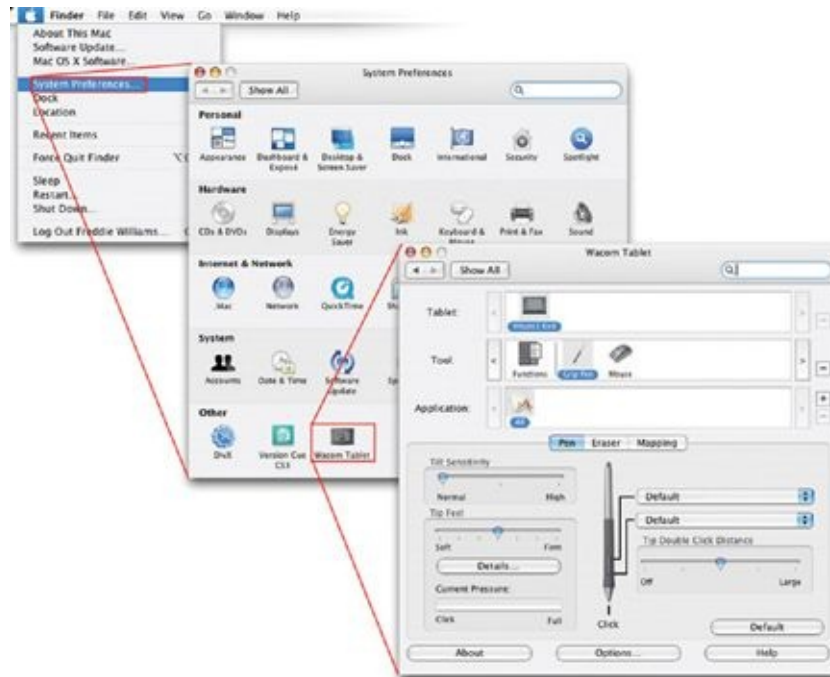 Finder File Edit View Go Window Help
About This Mac
Software Update...
Mac OS X Software...
System Preferences...
Dock
Location
Recent Items
Force Quit Finder
Sleep
Restart...
Shut Down...
Log Out Freddie Williams...
System Preferences
Show All
Personal
Appearance Dashboard & Exposé Desktop & Screen Saver Dock International Security Spotlight
Hardware
CDs & DVDs Displays Energy Saver Ink Keyboard & Mouse Print & Fax Sound
Internet & Network
.Mac Network QuickTime
System
Accounts Date & Time Software Update
Other
DivX Version Cue CS3 Wacom Tablet
Wacom Tablet
Show All
Tablet:
Tool:
Functions Grip Pen Mouse
Application:
All
Pen Eraser Mapping
Tilt Sensitivity
Normal High
Tip Feel
Soft Firm
Details...
Current Pressure:
Click Full
Default
Default
Tip Double Click Distance
Off Large
Click
Default
About Options... Help